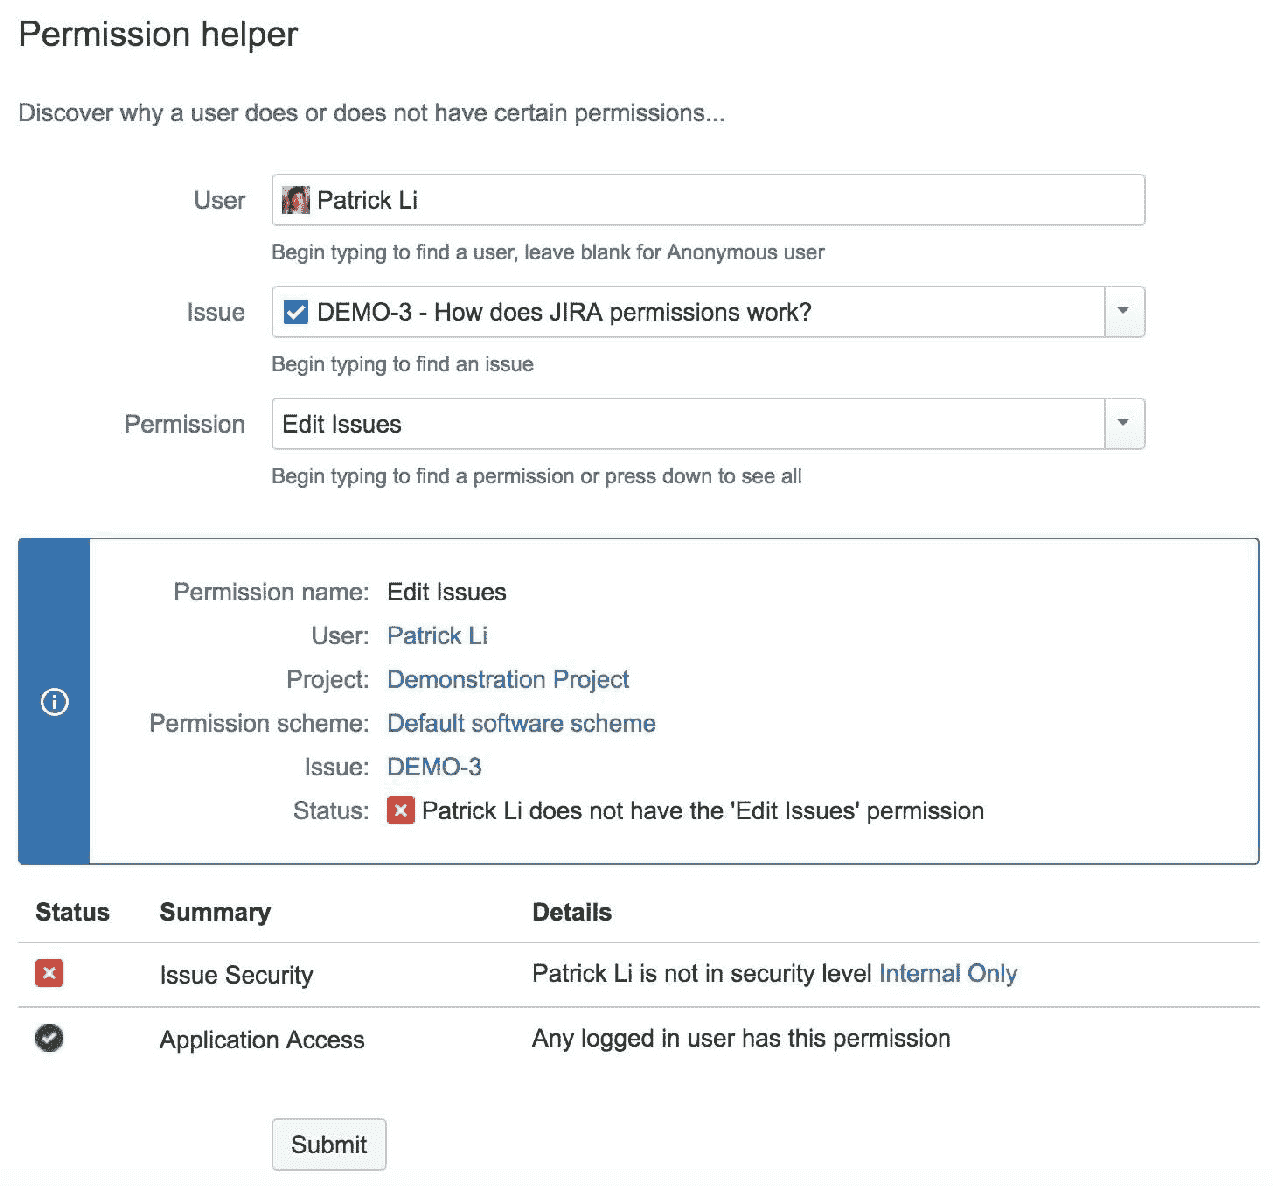 Permission helper
Discover why a user does or does not have certain permissions...
User Patrick Li
Begin typing to find a user, leave blank for Anonymous user
Issue DEMO-3 - How does JIRA permissions work?
Begin typing to find an issue
Permission Edit Issues
Begin typing to find a permission or press down to see all
Permission name: Edit Issues
User: Patrick Li
Project: Demonstration Project
Permission scheme: Default software scheme
Issue: DEMO-3
Status: Patrick Li does not have the 'Edit Issues' permission
Status Summary Details
Issue Security Patrick Li is not in security level Internal Only
Application Access Any logged in user has this permission
Submit